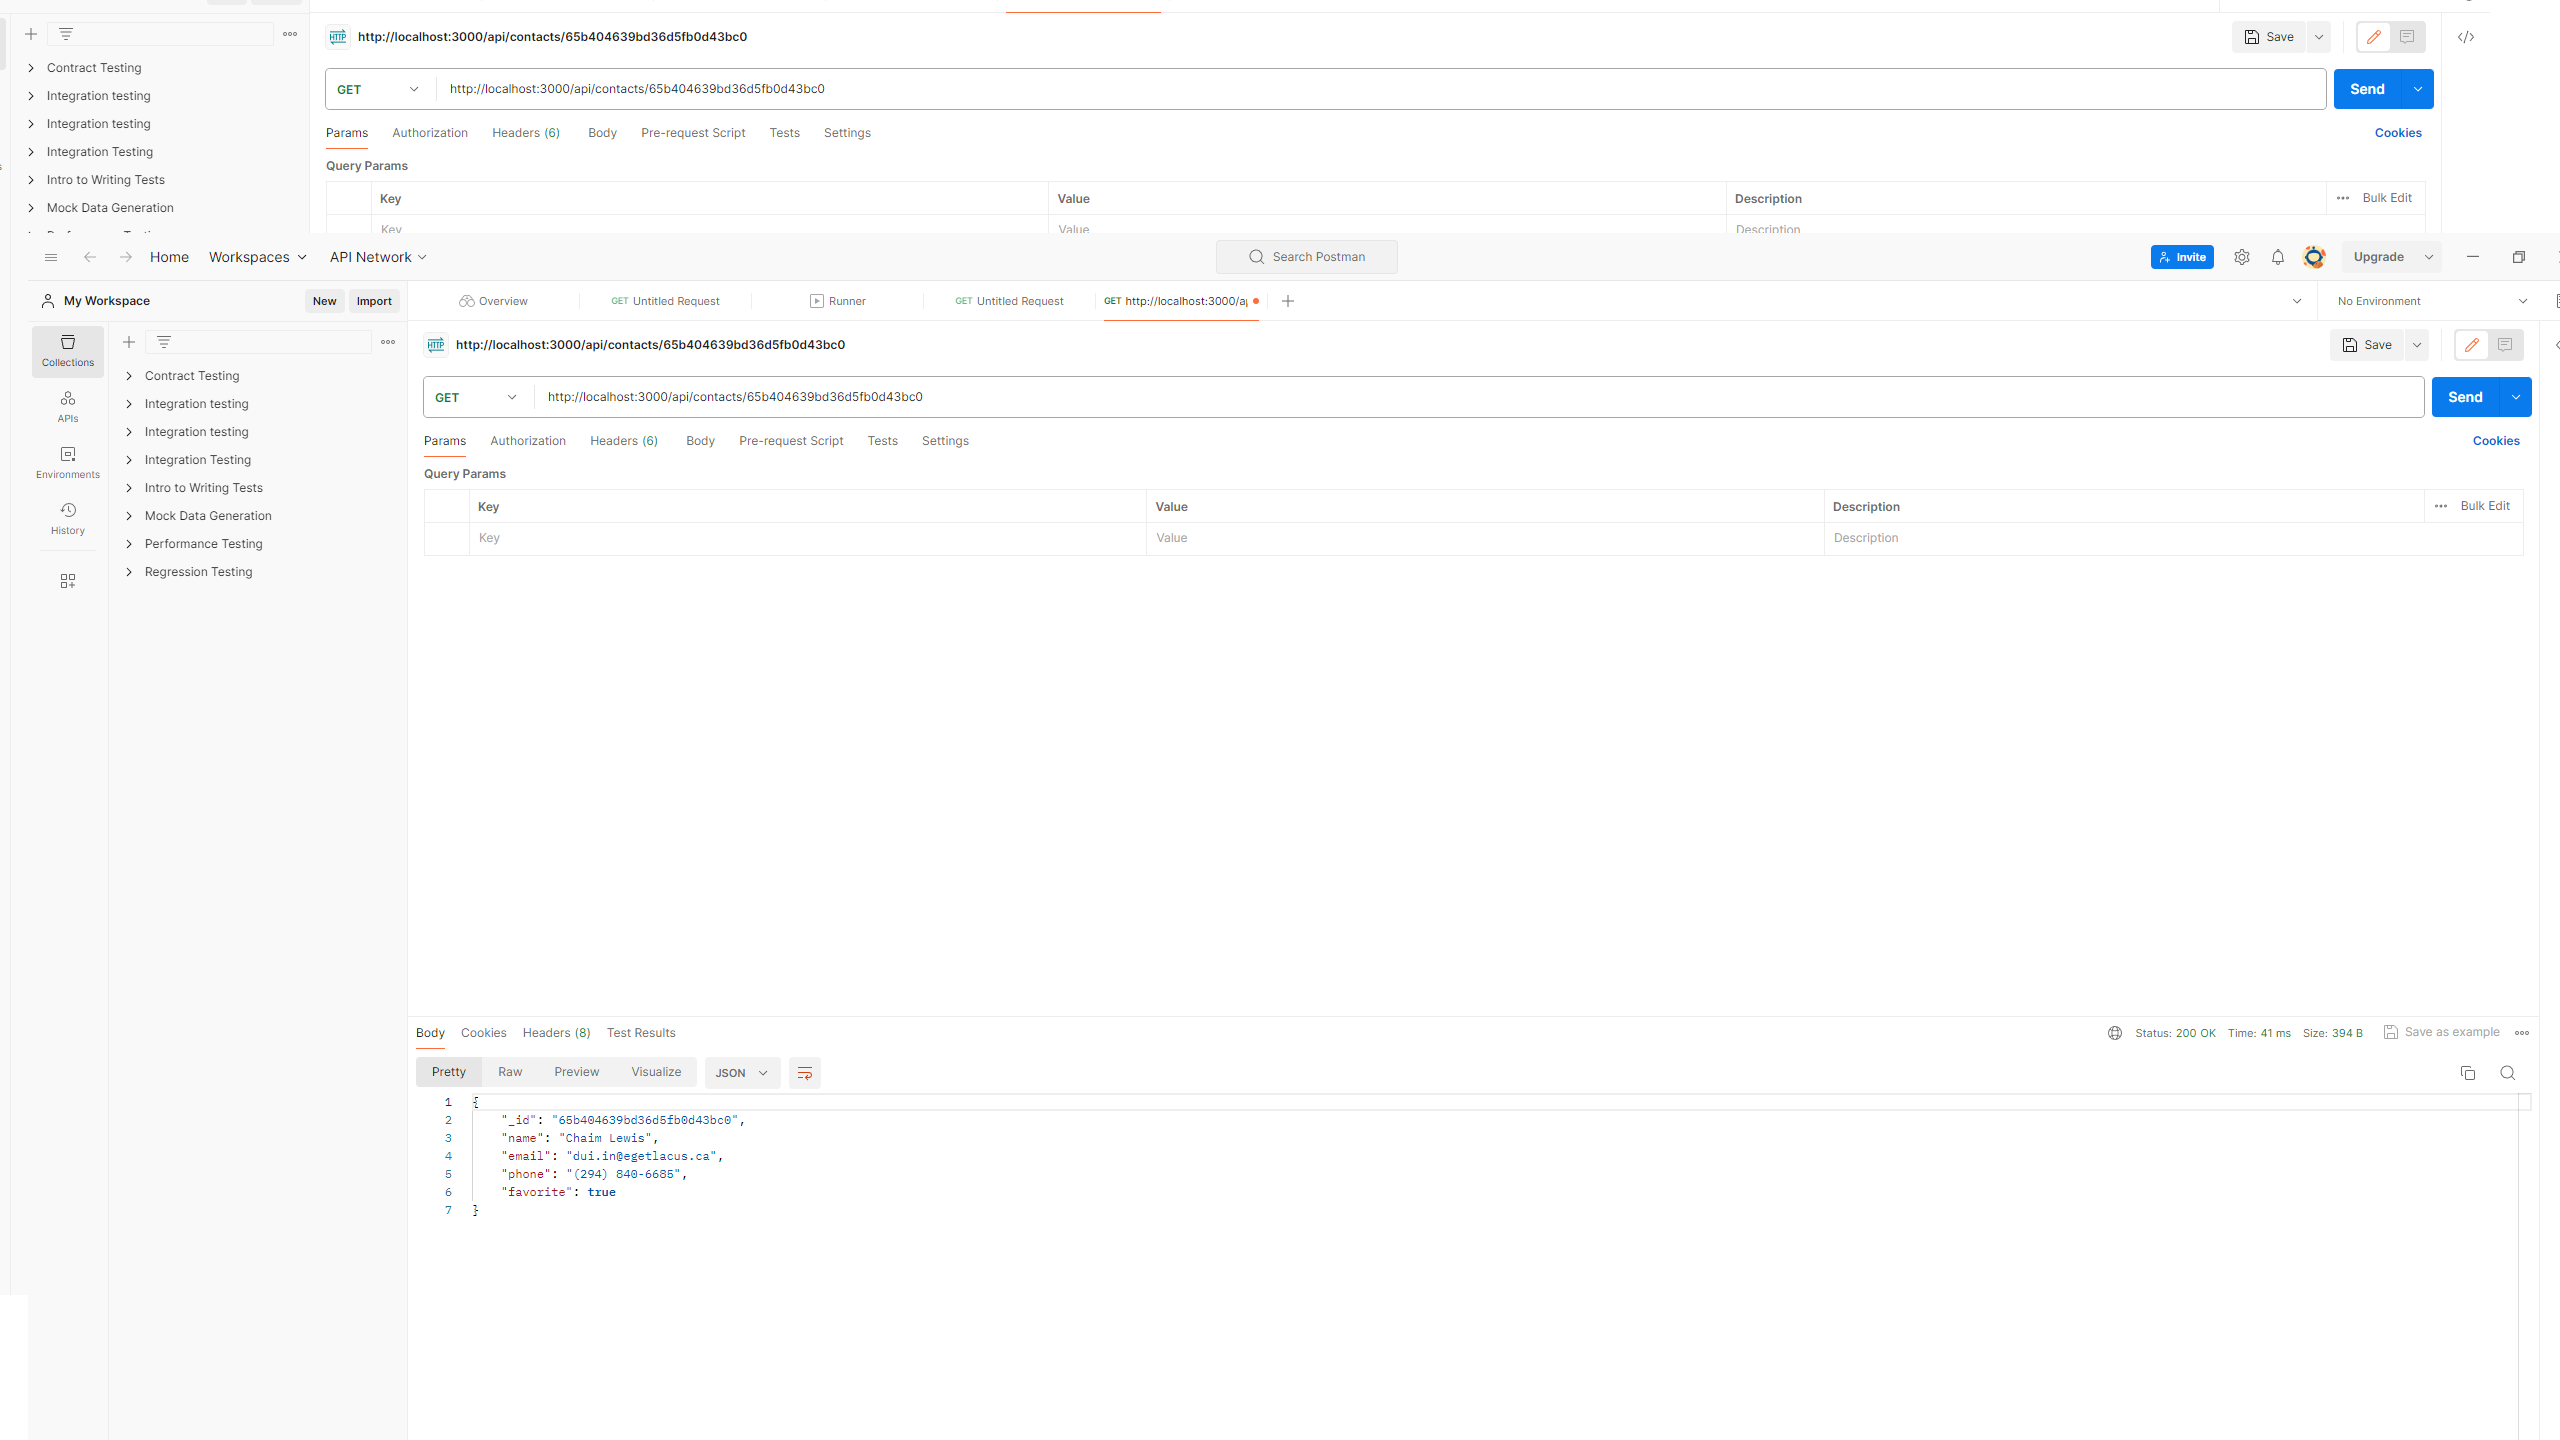 http://localhost:3000/api/contacts/65b404639bd36d5fb0d43bc0
Save
Contract Testing
GET
http://localhost:3000/api/contacts/65b404639bd36d5fb0d43bc0
Send
Integration testing
Integration testing
Params Authorization Headers (6) Body Pre-request Script Tests Settings
Cookies
Integration Testing
Query Params
Intro to Writing Tests
Key Value Description
Bulk Edit
Mock Data Generation
Key Value Description
Home Workspaces API Network
Search Postman
Invite
Upgrade
My Workspace
New Import
Overview
GET Untitled Request
Runner
GET Untitled Request
GET http://localhost:3000/a
No Environment
Collections
APIs
Environments
History
Contract Testing
Integration testing
Integration testing
Integration Testing
Intro to Writing Tests
Mock Data Generation
Performance Testing
Regression Testing
http://localhost:3000/api/contacts/65b404639bd36d5fb0d43bc0
Save
GET
http://localhost:3000/api/contacts/65b404639bd36d5fb0d43bc0
Send
Params Authorization Headers (6) Body Pre-request Script Tests Settings
Cookies
Query Params
Key Value Description
Bulk Edit
Key Value Description
Body Cookies Headers (8) Test Results
Status: 200 OK Time: 41 ms Size: 394 B
Save as example
Pretty Raw Preview Visualize
JSON
1 {
2 "_id": "65b404639bd36d5fb0d43bc0",
3 "name": "Chaim Lewis",
4 "email": "dui.in@egetlacus.ca",
5 "phone": "(294) 840-6685",
6 "favorite": true
7 }